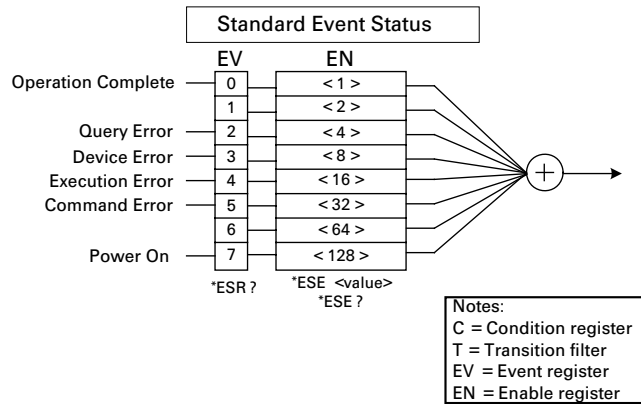 Standard Event Status
EV EN
Operation Complete 0 < 1 >
1 < 2 >
Query Error 2 < 4 >
Device Error 3 < 8 >
Execution Error 4 < 16 >
Command Error 5 < 32 >
6 < 64 >
Power On 7 < 128 >
+
*ESR ? *ESE <value>
*ESE ?
Notes:
C = Condition register
T = Transition filter
EV = Event register
EN = Enable register